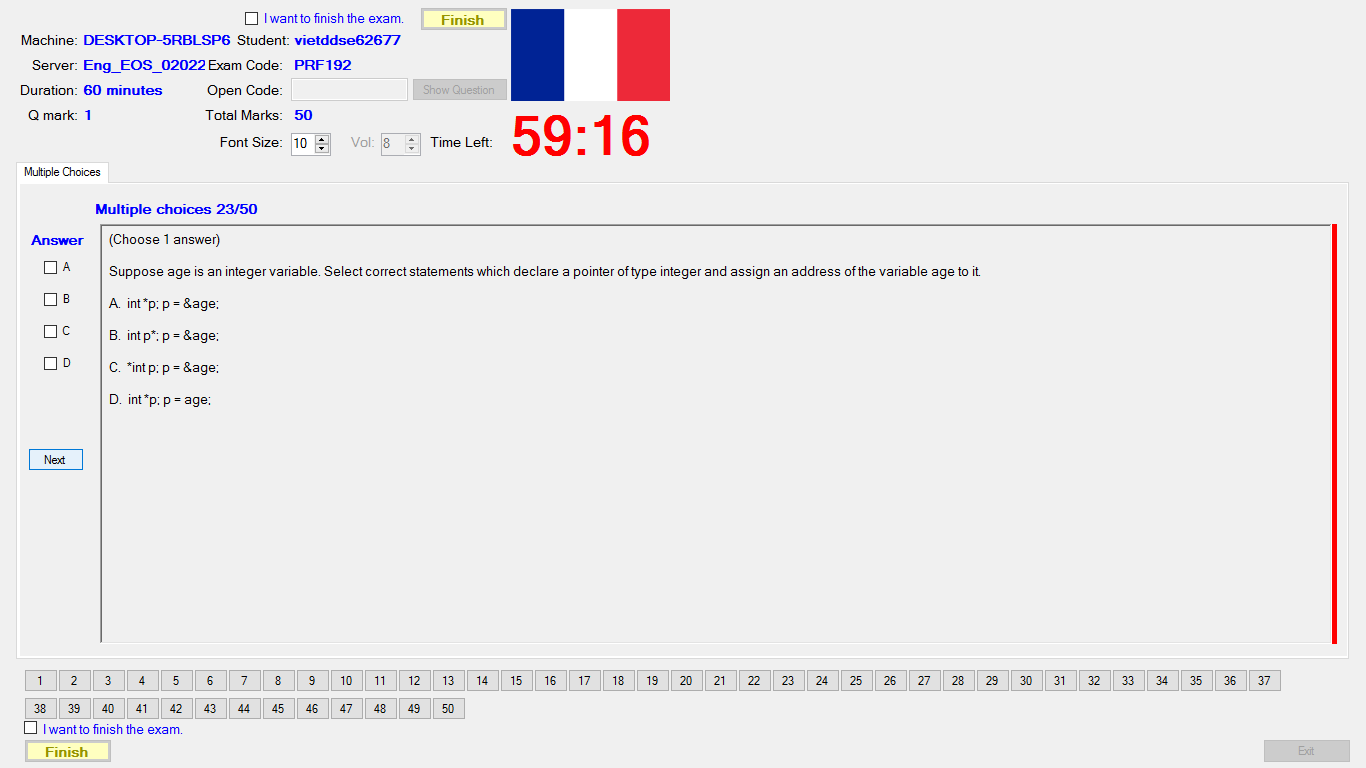 I want to finish the exam. Finish
Machine: DESKTOP-5RBLSP6 Student: vietddse62677
Server: Eng_EOS_02022 Exam Code: PRF192
Duration: 60 minutes Open Code: Show Question
Q mark: 1 Total Marks: 50
Font Size: 10 Vol: 8 Time Left: 59:16
Multiple Choices
Multiple choices 23/50
Answer
A
B
C
D
Next
(Choose 1 answer)
Suppose age is an integer variable. Select correct statements which declare a pointer of type integer and assign an address of the variable age to it.
A. int *p; p = &age;
B. int p*; p = &age;
C. *int p; p = &age;
D. int *p; p = age;
1 2 3 4 5 6 7 8 9 10 11 12 13 14 15 16 17 18 19 20 21 22 23 24 25 26 27 28 29 30 31 32 33 34 35 36 37
38 39 40 41 42 43 44 45 46 47 48 49 50
I want to finish the exam.
Finish Exit